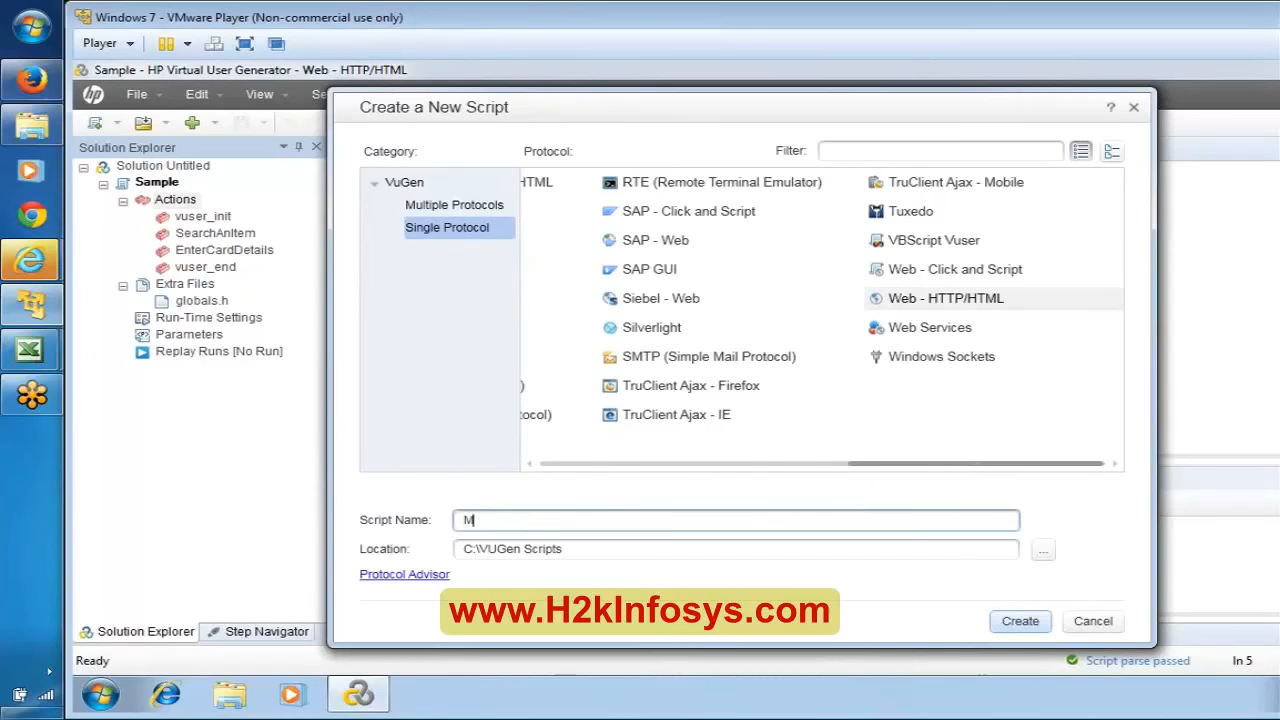 Windows 7 - VMware Player (Non-commercial use only)
Player
Sample - HP Virtual User Generator - Web - HTTP/HTML
hp File Edit View Se
Create a New Script
Solution Explorer
Solution Untitled
Sample
Actions
vuser_init
SearchAnItem
EnterCardDetails
vuser_end
Extra Files
globals.h
Run-Time Settings
Parameters
Replay Runs [No Run]
Category:
Protocol:
Filter:
VuGen
Multiple Protocols
Single Protocol
HTML
)
ocol)
RTE (Remote Terminal Emulator)
SAP - Click and Script
SAP - Web
SAP GUI
Siebel - Web
Silverlight
SMTP (Simple Mail Protocol)
TruClient Ajax - Firefox
TruClient Ajax - IE
TruClient Ajax - Mobile
Tuxedo
VBScript Vuser
Web - Click and Script
Web - HTTP/HTML
Web Services
Windows Sockets
Script Name: M
Location: C:\VUGen Scripts
...
Protocol Advisor
www.H2kInfosys.com
Create Cancel
Solution Explorer Step Navigator
Ready
Script parse passed
ln 5